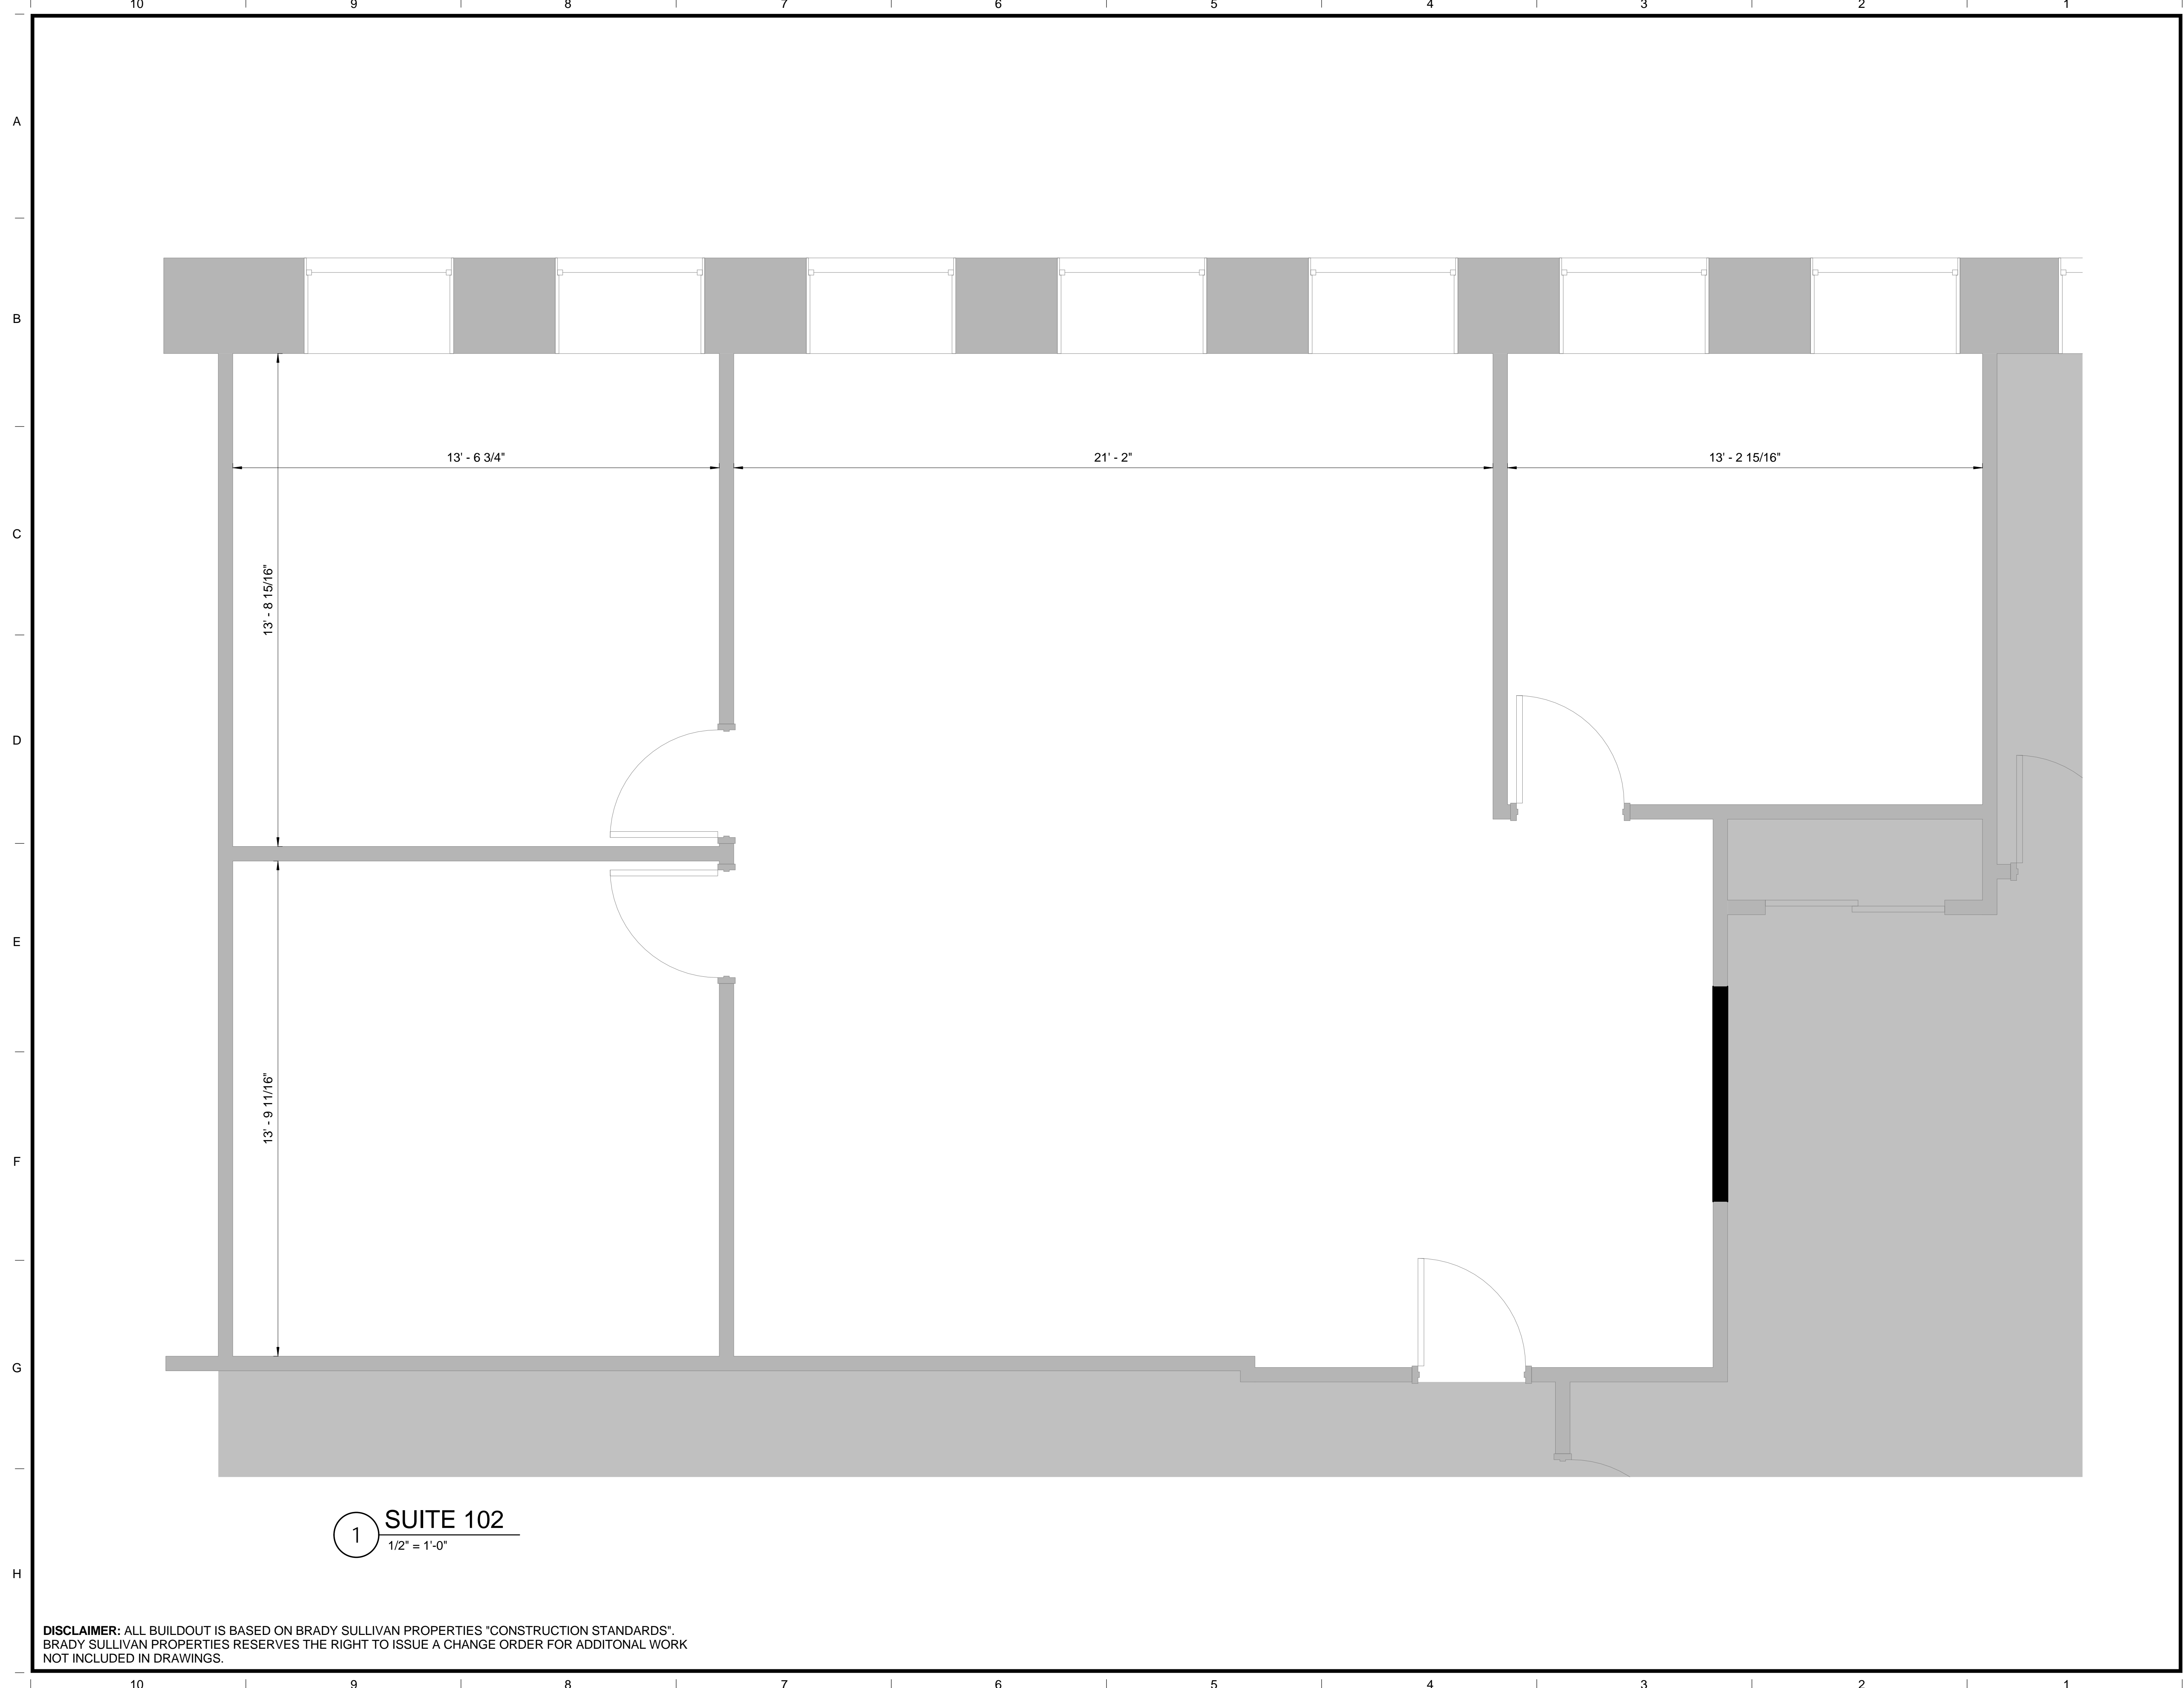 10 9 8 7 6 5 4 3 2 1
A
B
13' - 6 3/4" 21' - 2" 13' - 2 15/16"
C
13' - 8 15/16"
D
E
13' - 9 11/16"
F
G
1 SUITE 102
1/2" = 1'-0"
H
DISCLAIMER: ALL BUILDOUT IS BASED ON BRADY SULLIVAN PROPERTIES "CONSTRUCTION STANDARDS".
BRADY SULLIVAN PROPERTIES RESERVES THE RIGHT TO ISSUE A CHANGE ORDER FOR ADDITONAL WORK
NOT INCLUDED IN DRAWINGS.
10 9 8 7 6 5 4 3 2 1